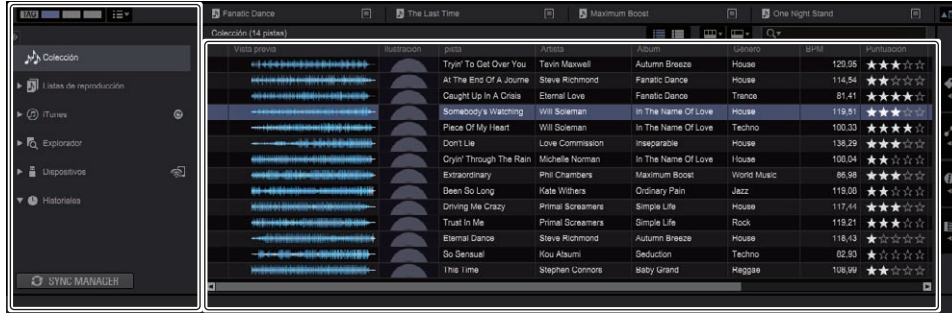 TAG
Fanatic Dance The Last Time Maximum Boost One Night Stand
Colección (14 pistas)
Colección
Listas de reproducción
iTunes
Explorador
Dispositivos
Historiales
SYNC MANAGER
Vista previa Ilustración pista Artista Álbum Género BPM Puntuación
Tryin' To Get Over You Tavin Maxwell Autumn Breeze House 129,95
At The End Of A Journe Steve Richmond Fanatic Dance House 114,54
Caught Up In A Crisis Eternal Love Fanatic Dance Trance 81,41
Somebody's Watching Will Soleman In The Name Of Love House 119,51
Piece Of My Heart Will Soleman In The Name Of Love Techno 100,33
Don't Lie Love Commission Inseparable House 138,29
Cryin' Through The Rain Michelle Norman In The Name Of Love House 108,04
Extraordinary Phil Chambers Maximum Boost World Music 86,98
Been So Long Kate Withers Ordinary Pain Jazz 119,08
Driving Me Crazy Primal Screamers Simple Life House 117,44
Trust In Me Primal Screamers Simple Life Rock 119,21
Eternal Dance Steve Richmond Autumn Breeze House 118,43
So Sensual Kou Atsumi Seduction Techno 82,93
This Time Stephen Connors Baby Grand Reggae 108,99